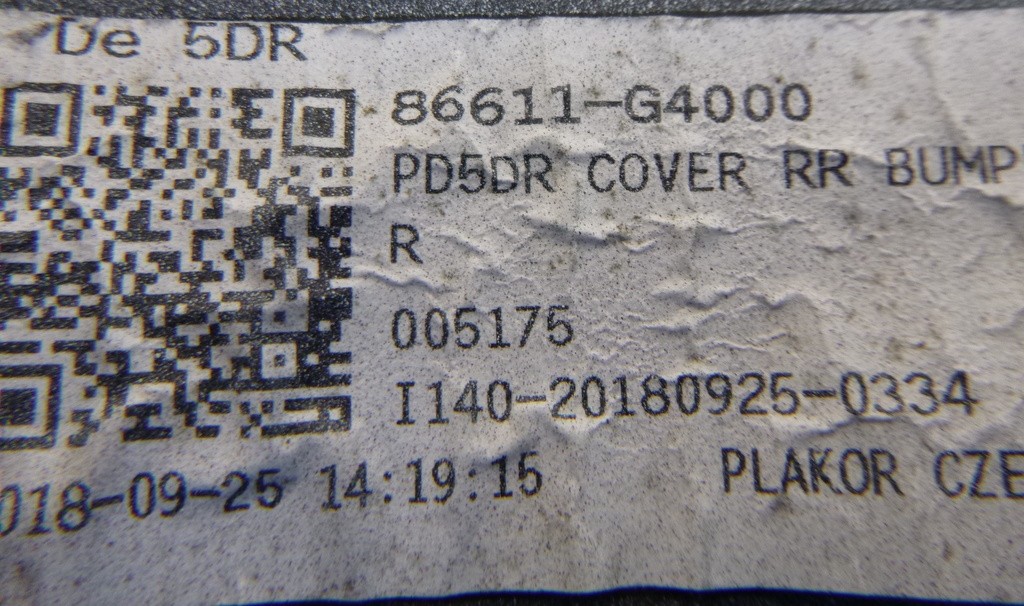 De 5DR
86611-G4000
PD5DR COVER RR BUMP
R
005175
I140-20180925-0334
018-09-25 14:19:15
PLAKOR CZE